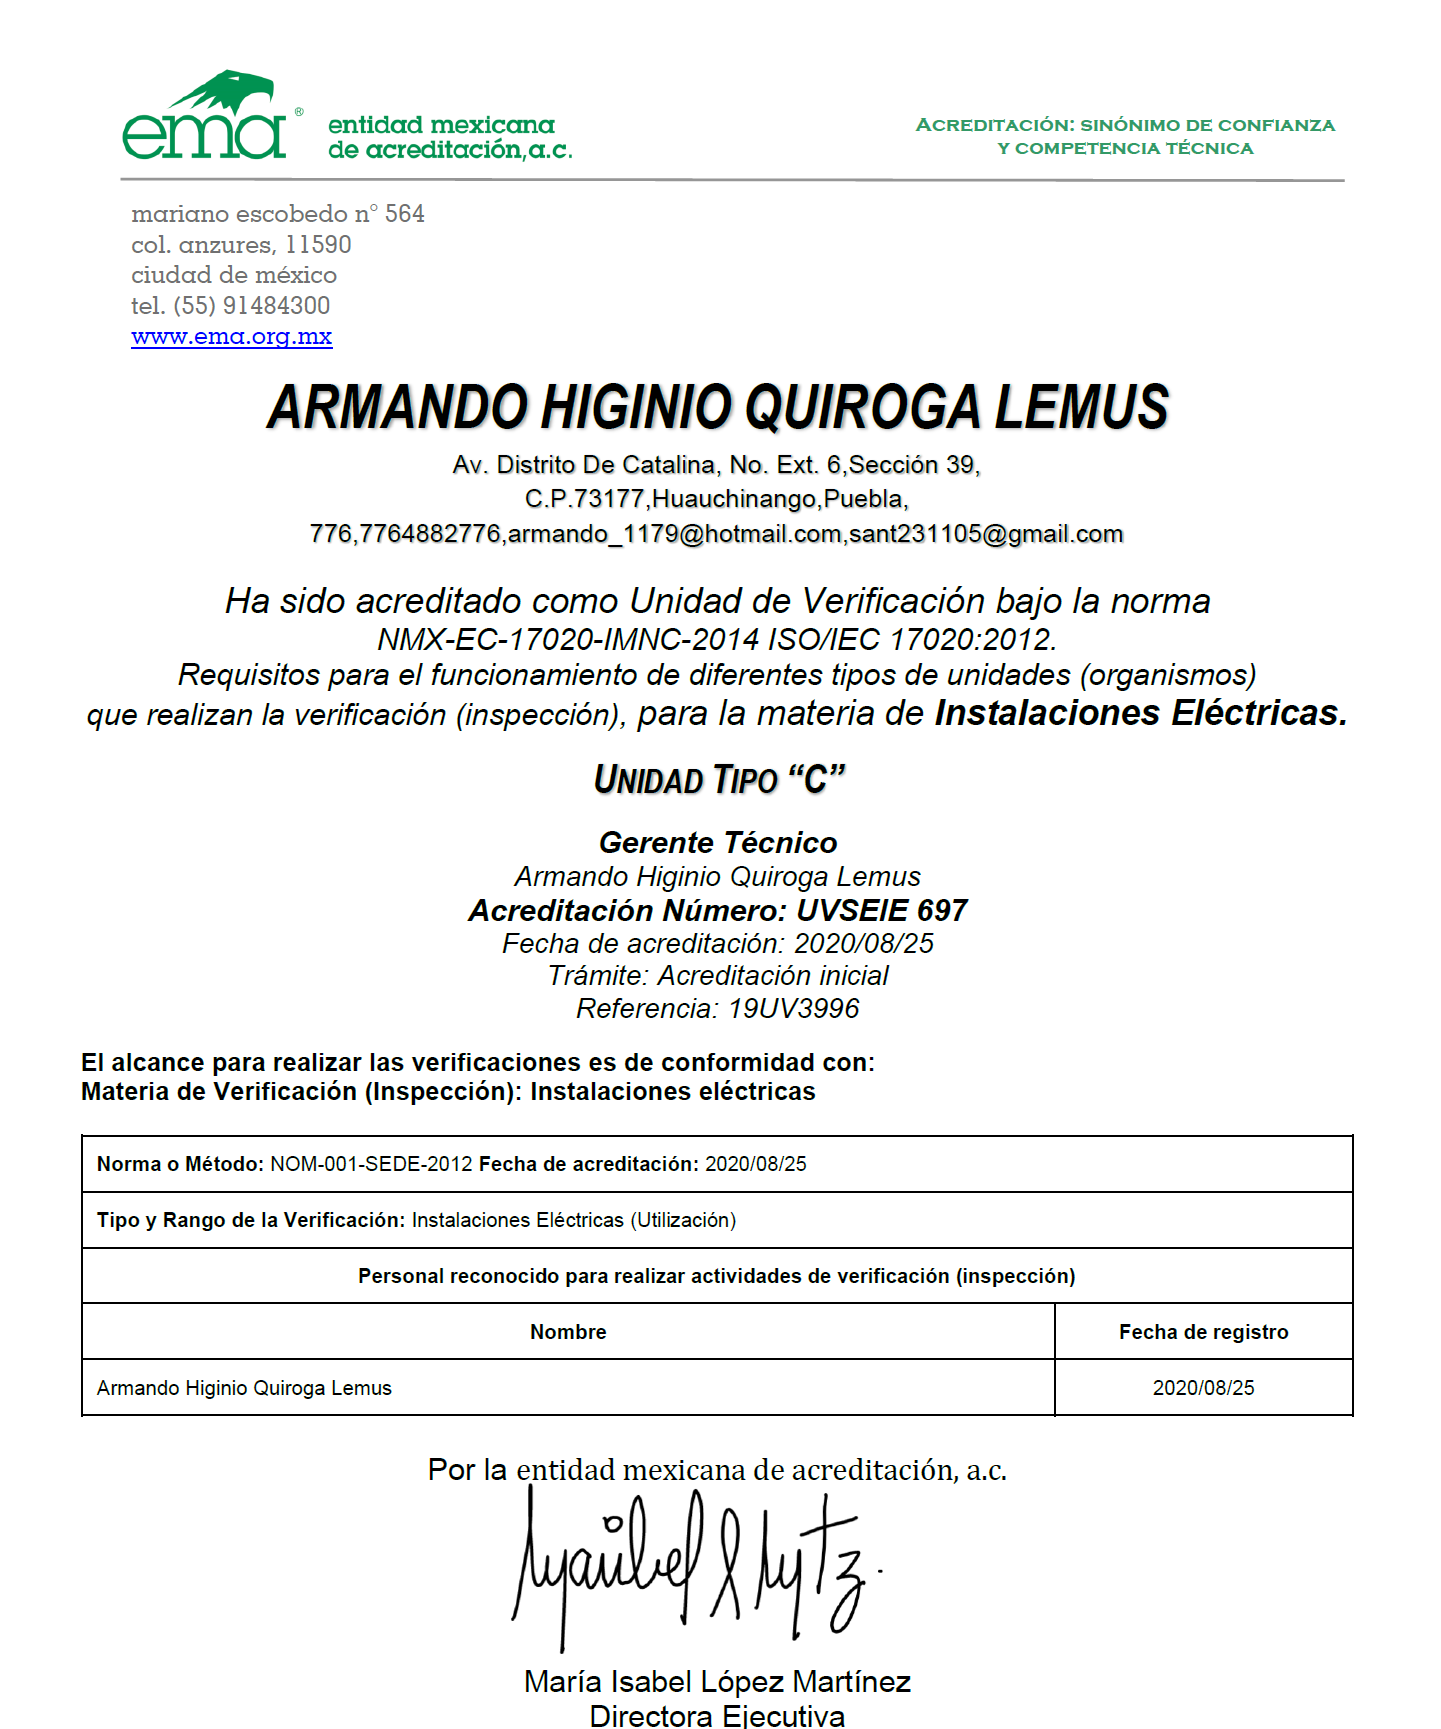 ema ®
entidad mexicana
de acreditación, a.c.
ACREDITACIÓN: SINÓNIMO DE CONFIANZA
Y COMPETENCIA TÉCNICA
mariano escobedo n° 564
col. anzures, 11590
ciudad de méxico
tel. (55) 91484300
www.ema.org.mx
ARMANDO HIGINIO QUIROGA LEMUS
Av. Distrito De Catalina, No. Ext. 6,Sección 39,
C.P.73177,Huauchinango,Puebla,
776,7764882776,armando_1179@hotmail.com,sant231105@gmail.com
Ha sido acreditado como Unidad de Verificación bajo la norma
NMX-EC-17020-IMNC-2014 ISO/IEC 17020:2012.
Requisitos para el funcionamiento de diferentes tipos de unidades (organismos)
que realizan la verificación (inspección), para la materia de Instalaciones Eléctricas.
UNIDAD TIPO “C”
Gerente Técnico
Armando Higinio Quiroga Lemus
Acreditación Número: UVSEIE 697
Fecha de acreditación: 2020/08/25
Trámite: Acreditación inicial
Referencia: 19UV3996
El alcance para realizar las verificaciones es de conformidad con:
Materia de Verificación (Inspección): Instalaciones eléctricas
Norma o Método: NOM-001-SEDE-2012 Fecha de acreditación: 2020/08/25
Tipo y Rango de la Verificación: Instalaciones Eléctricas (Utilización)
Personal reconocido para realizar actividades de verificación (inspección)
Nombre
Fecha de registro
Armando Higinio Quiroga Lemus
2020/08/25
Por la entidad mexicana de acreditación, a.c.
María Isabel López Martínez
Directora Ejecutiva